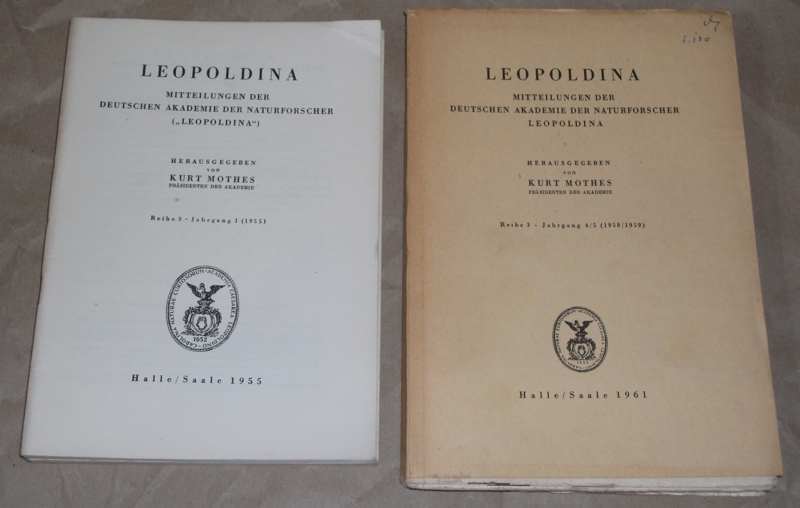 LEOPOLDINA
MITTEILUNGEN DER
DEUTSCHEN AKADEMIE DER NATURFORSCHER
(„LEOPOLDINA")
HERAUSGEGEBEN
VON
KURT MOTHES
PRÄSIDENTEN DER AKADEMIE
Reihe 3 - Jahrgang 1 (1955)
1652
Halle/Saale 1955
LEOPOLDINA
MITTEILUNGEN DER
DEUTSCHEN AKADEMIE DER NATURFORSCHER
LEOPOLDINA
HERAUSGEGEBEN
VON
KURT MOTHES
PRÄSIDENTEN DER AKADEMIE
Reihe 3 - Jahrgang 4/5 (1958/1959)
Halle/Saale 1961